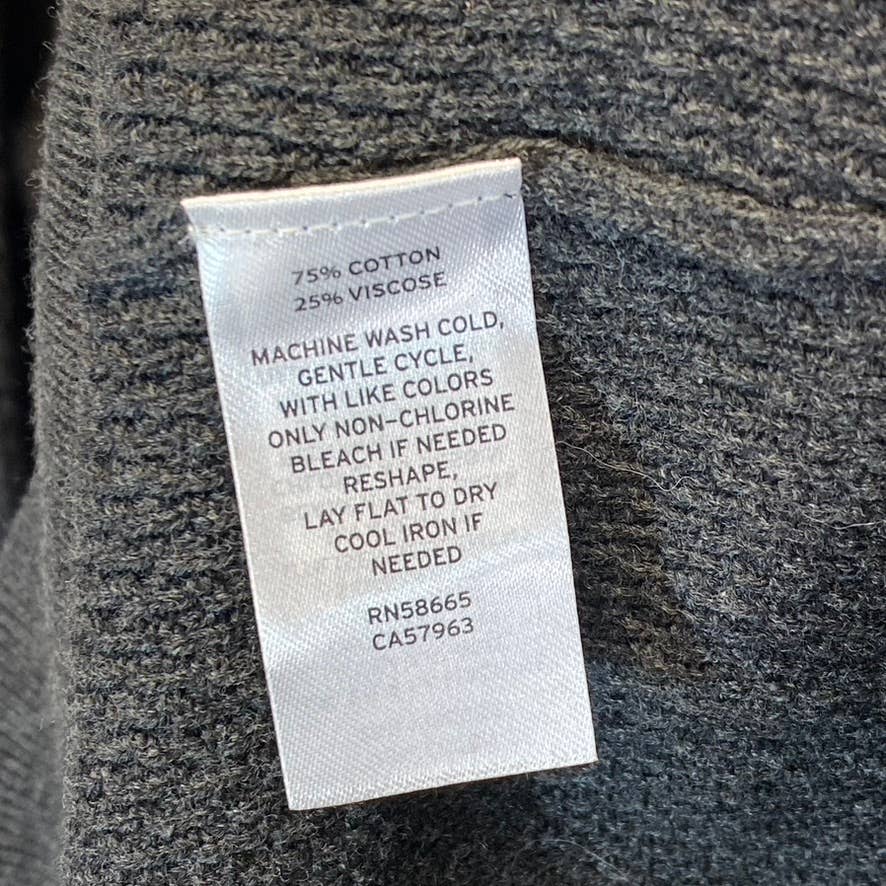 75% COTTON
25% VISCOSE
MACHINE WASH COLD,
GENTLE CYCLE,
WITH LIKE COLORS
ONLY NON-CHLORINE
BLEACH IF NEEDED
RESHAPE,
LAY FLAT TO DRY
COOL IRON IF
NEEDED
RN58665
CA57963